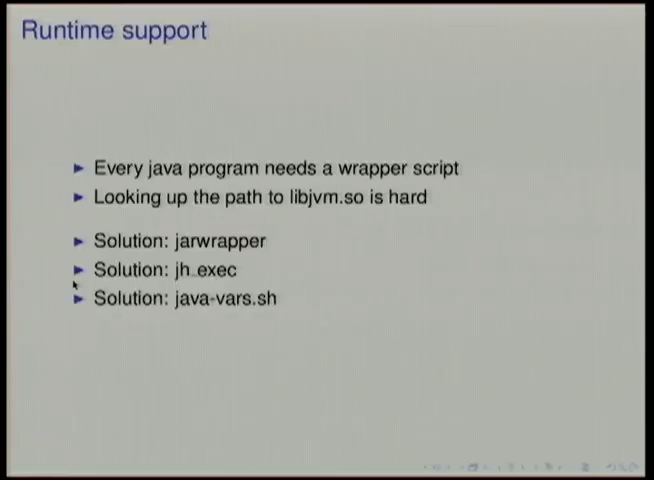 Runtime support
Every java program needs a wrapper script
Looking up the path to libjvm.so is hard
Solution: jarwrapper
Solution: jh_exec
Solution: java-vars.sh